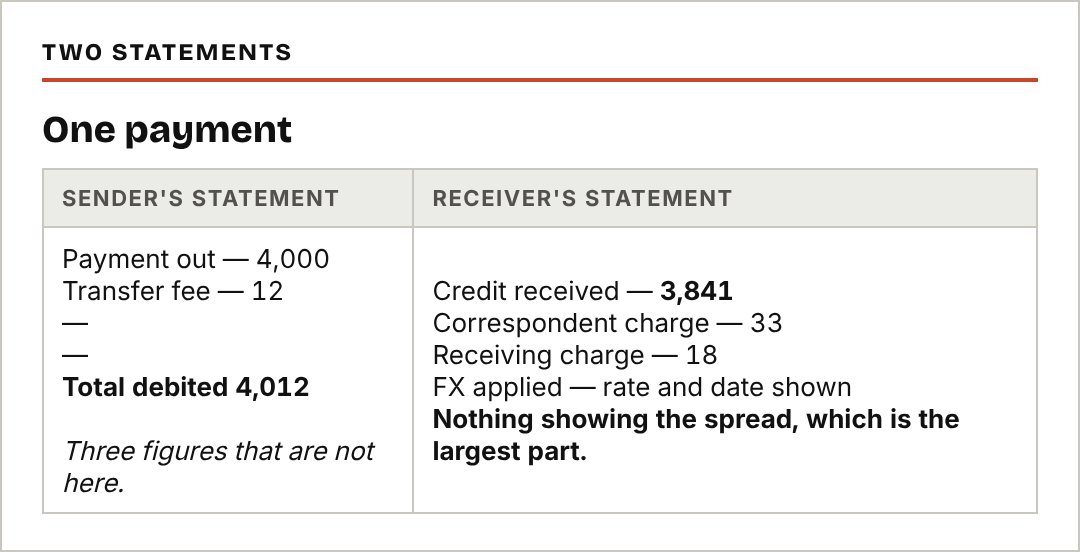 TWO STATEMENTS
One payment
SENDER'S STATEMENT
RECEIVER'S STATEMENT
Payment out — 4,000
Transfer fee — 12
—
—
Total debited 4,012
Three figures that are not
here.
Credit received — 3,841
Correspondent charge — 33
Receiving charge — 18
FX applied — rate and date shown
Nothing showing the spread, which is the
largest part.